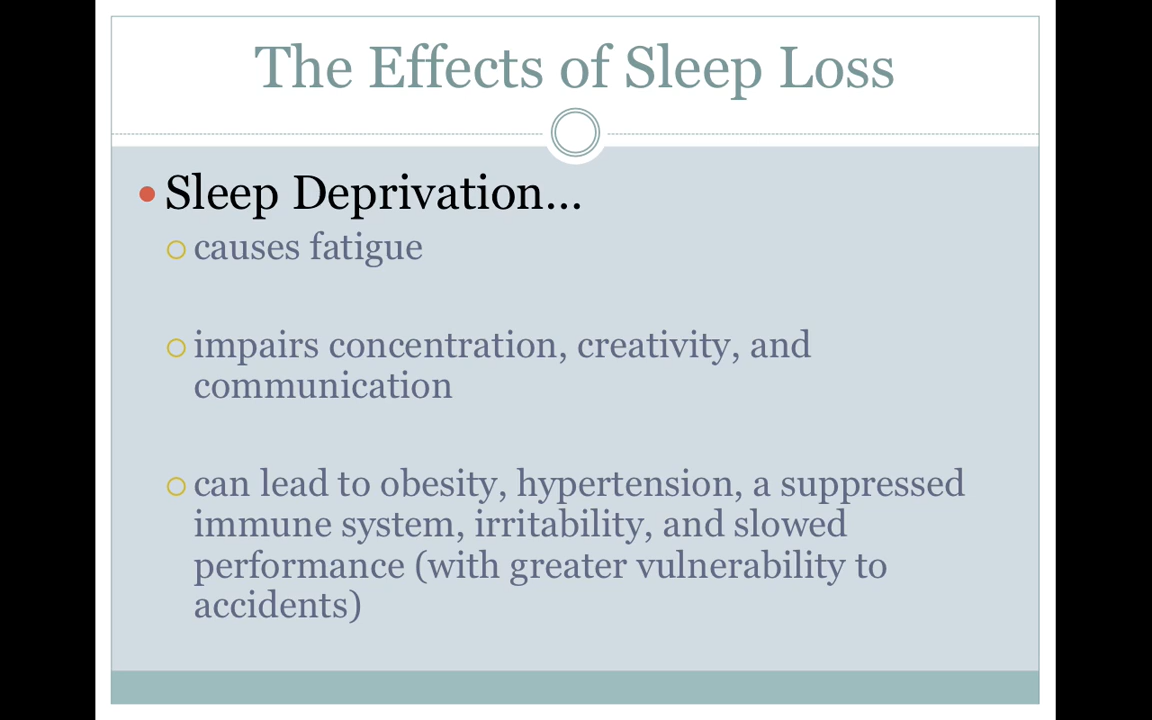 The Effects of Sleep Loss
Sleep Deprivation…
causes fatigue
impairs concentration, creativity, and
communication
can lead to obesity, hypertension, a suppressed
immune system, irritability, and slowed
performance (with greater vulnerability to
accidents)